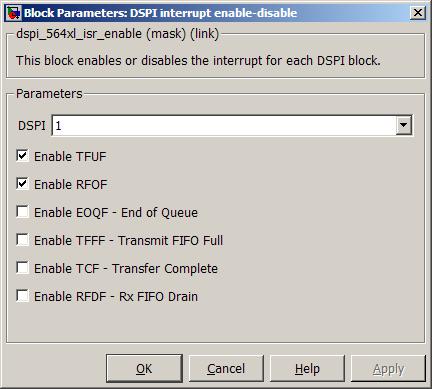 Block Parameters: DSPI interrupt enable-disable
dspi_564xl_isr_enable (mask) (link)
This block enables or disables the interrupt for each DSPI block.
Parameters
DSPI 1
Enable TFUF
Enable RFOF
Enable EOQF - End of Queue
Enable TFFF - Transmit FIFO Full
Enable TCF - Transfer Complete
Enable RFDF - Rx FIFO Drain
OK Cancel Help Apply